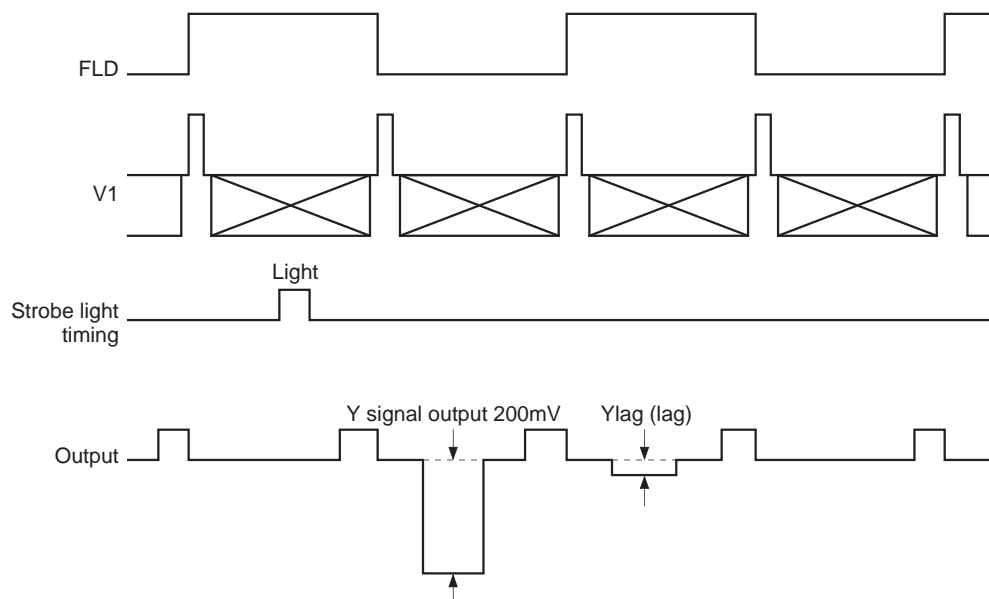 FLD
V1
Light
Strobe light
timing
Y signal output 200mV
Ylag (lag)
Output